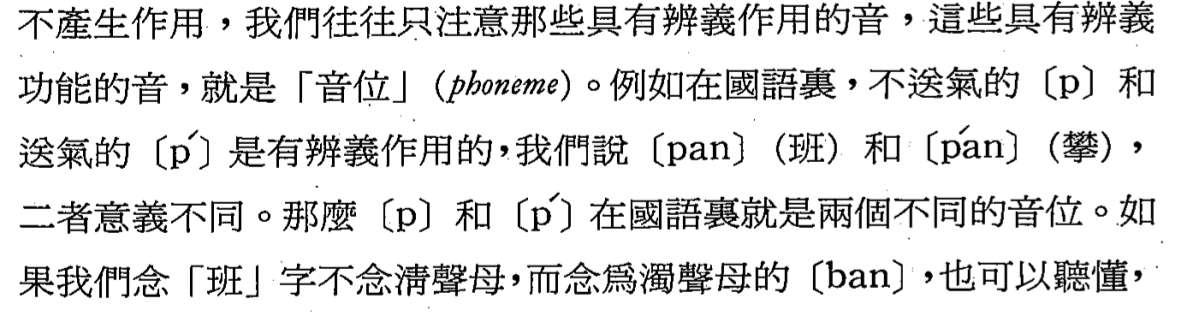 不產生作用，我們往往只注意那些具有辨義作用的音，這些具有辨義
功能的音，就是「音位」(phoneme)。例如在國語裏，不送氣的〔p〕和
送氣的〔p´〕是有辨義作用的，我們說〔pan〕(班) 和〔p´an〕(攀)，
二者意義不同。那麼〔p〕和〔p´〕在國語裏就是兩個不同的音位。如
果我們念「班」字不念清聲母，而念爲濁聲母的〔ban〕，也可以聽懂，